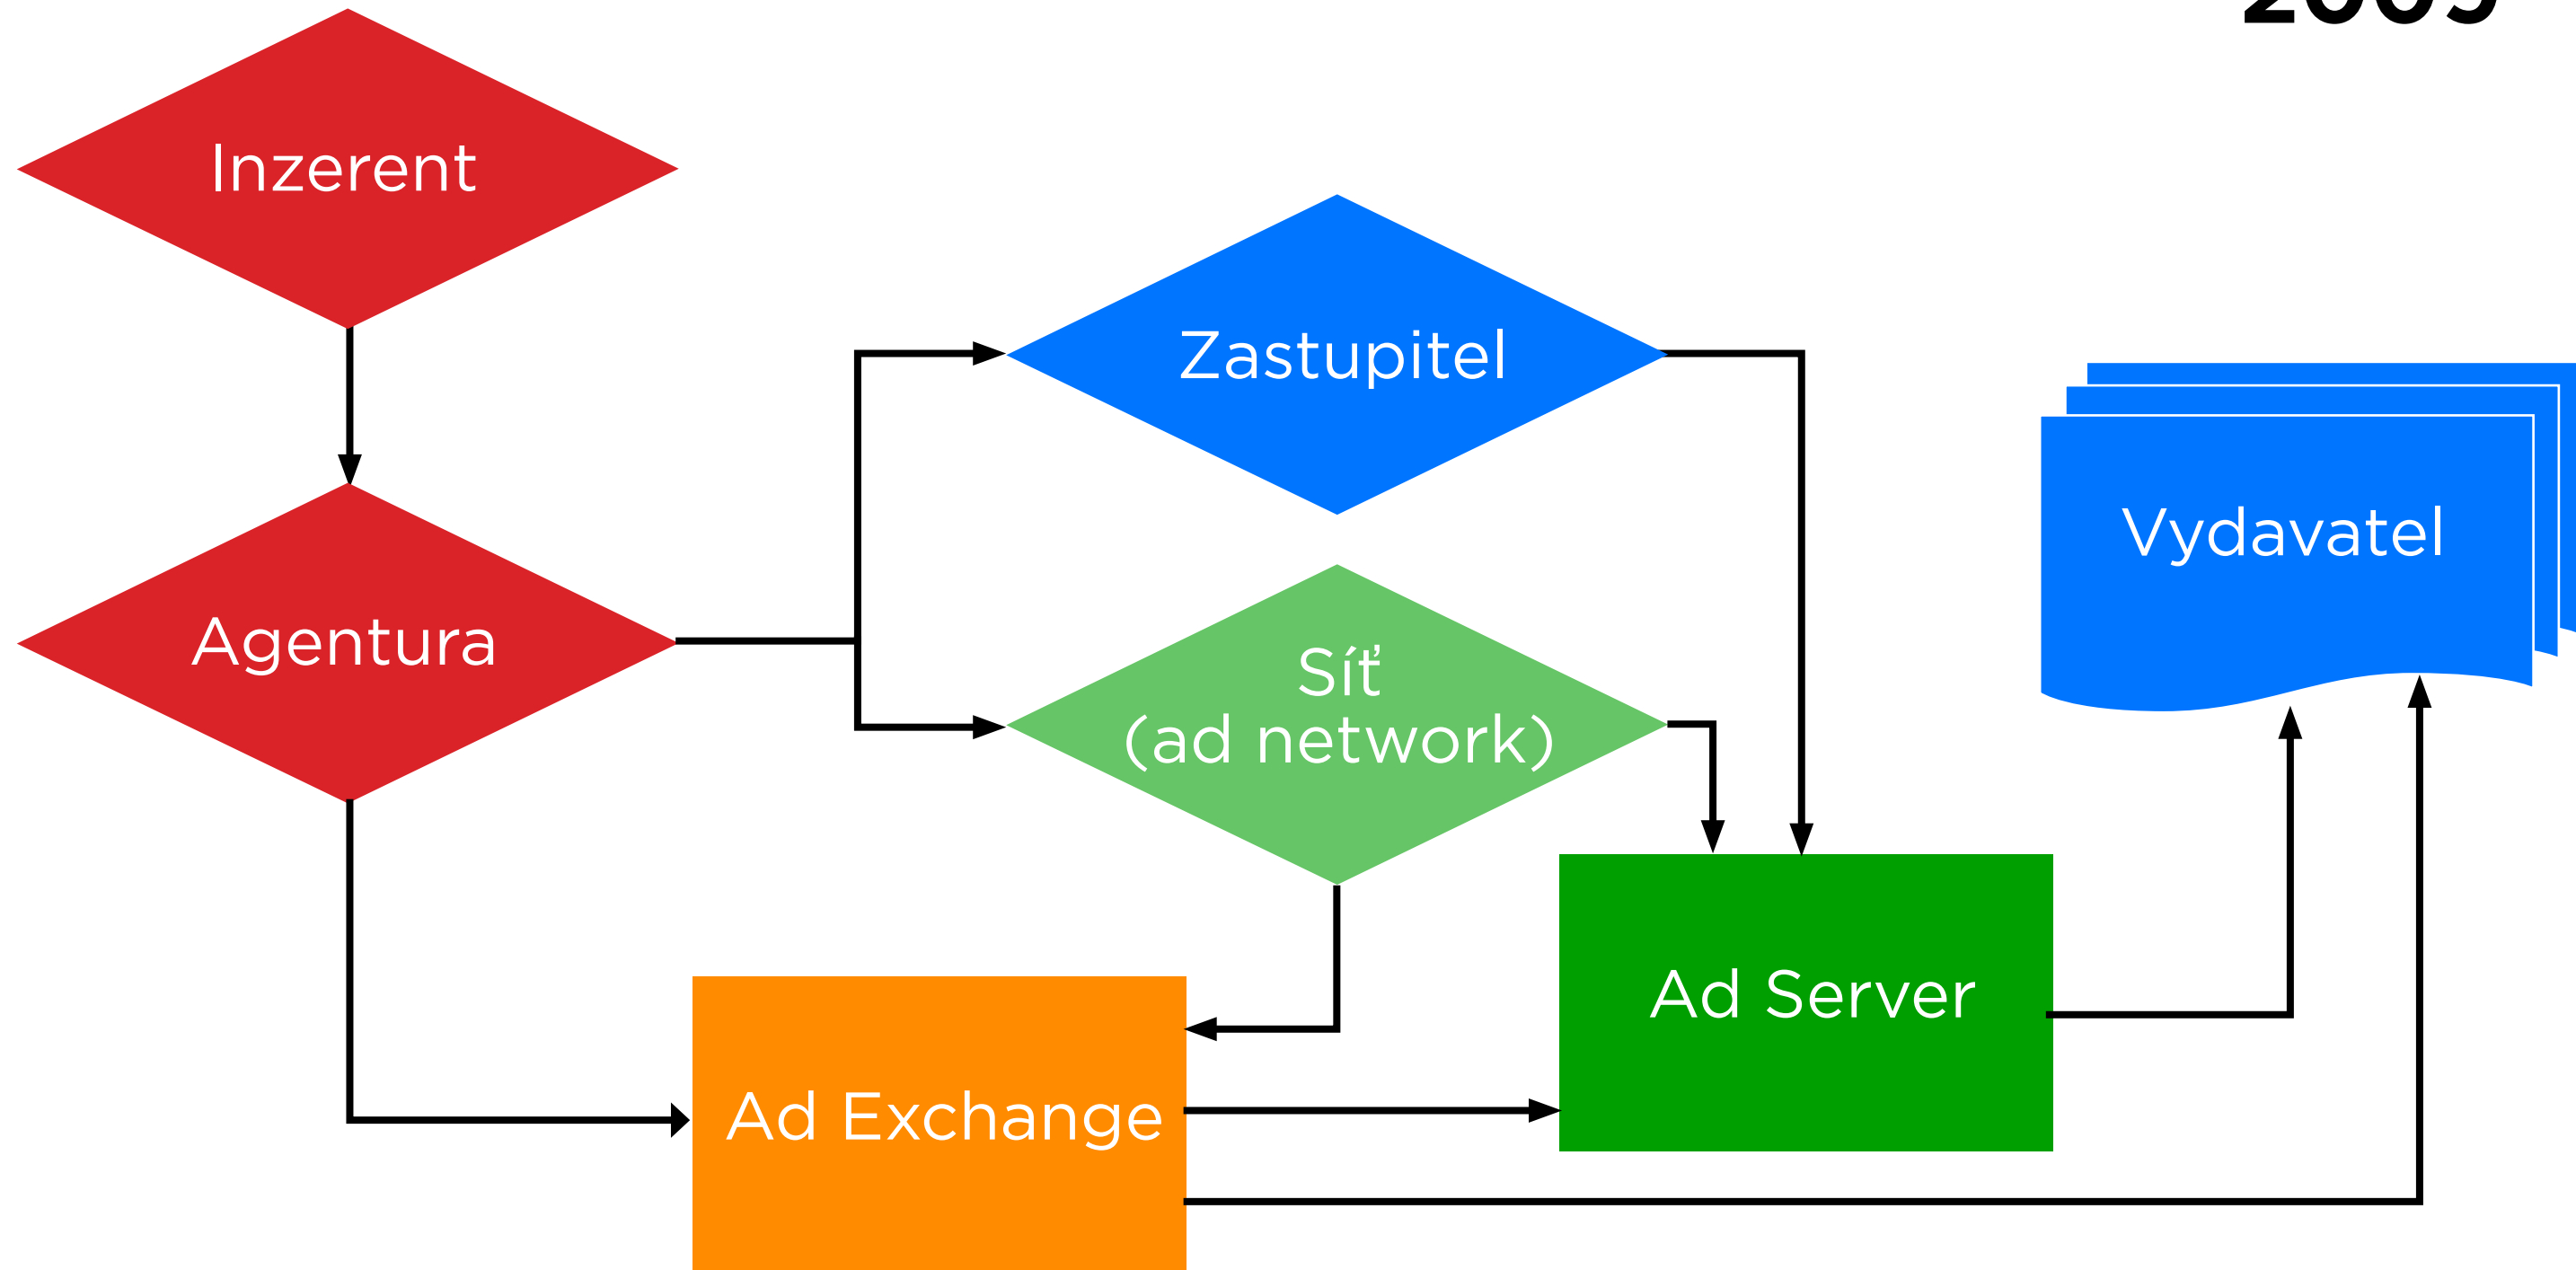 Inzerent
Zastupitel
Vydavatel
Agentura
Síť
(ad network)
Ad Server
Ad Exchange